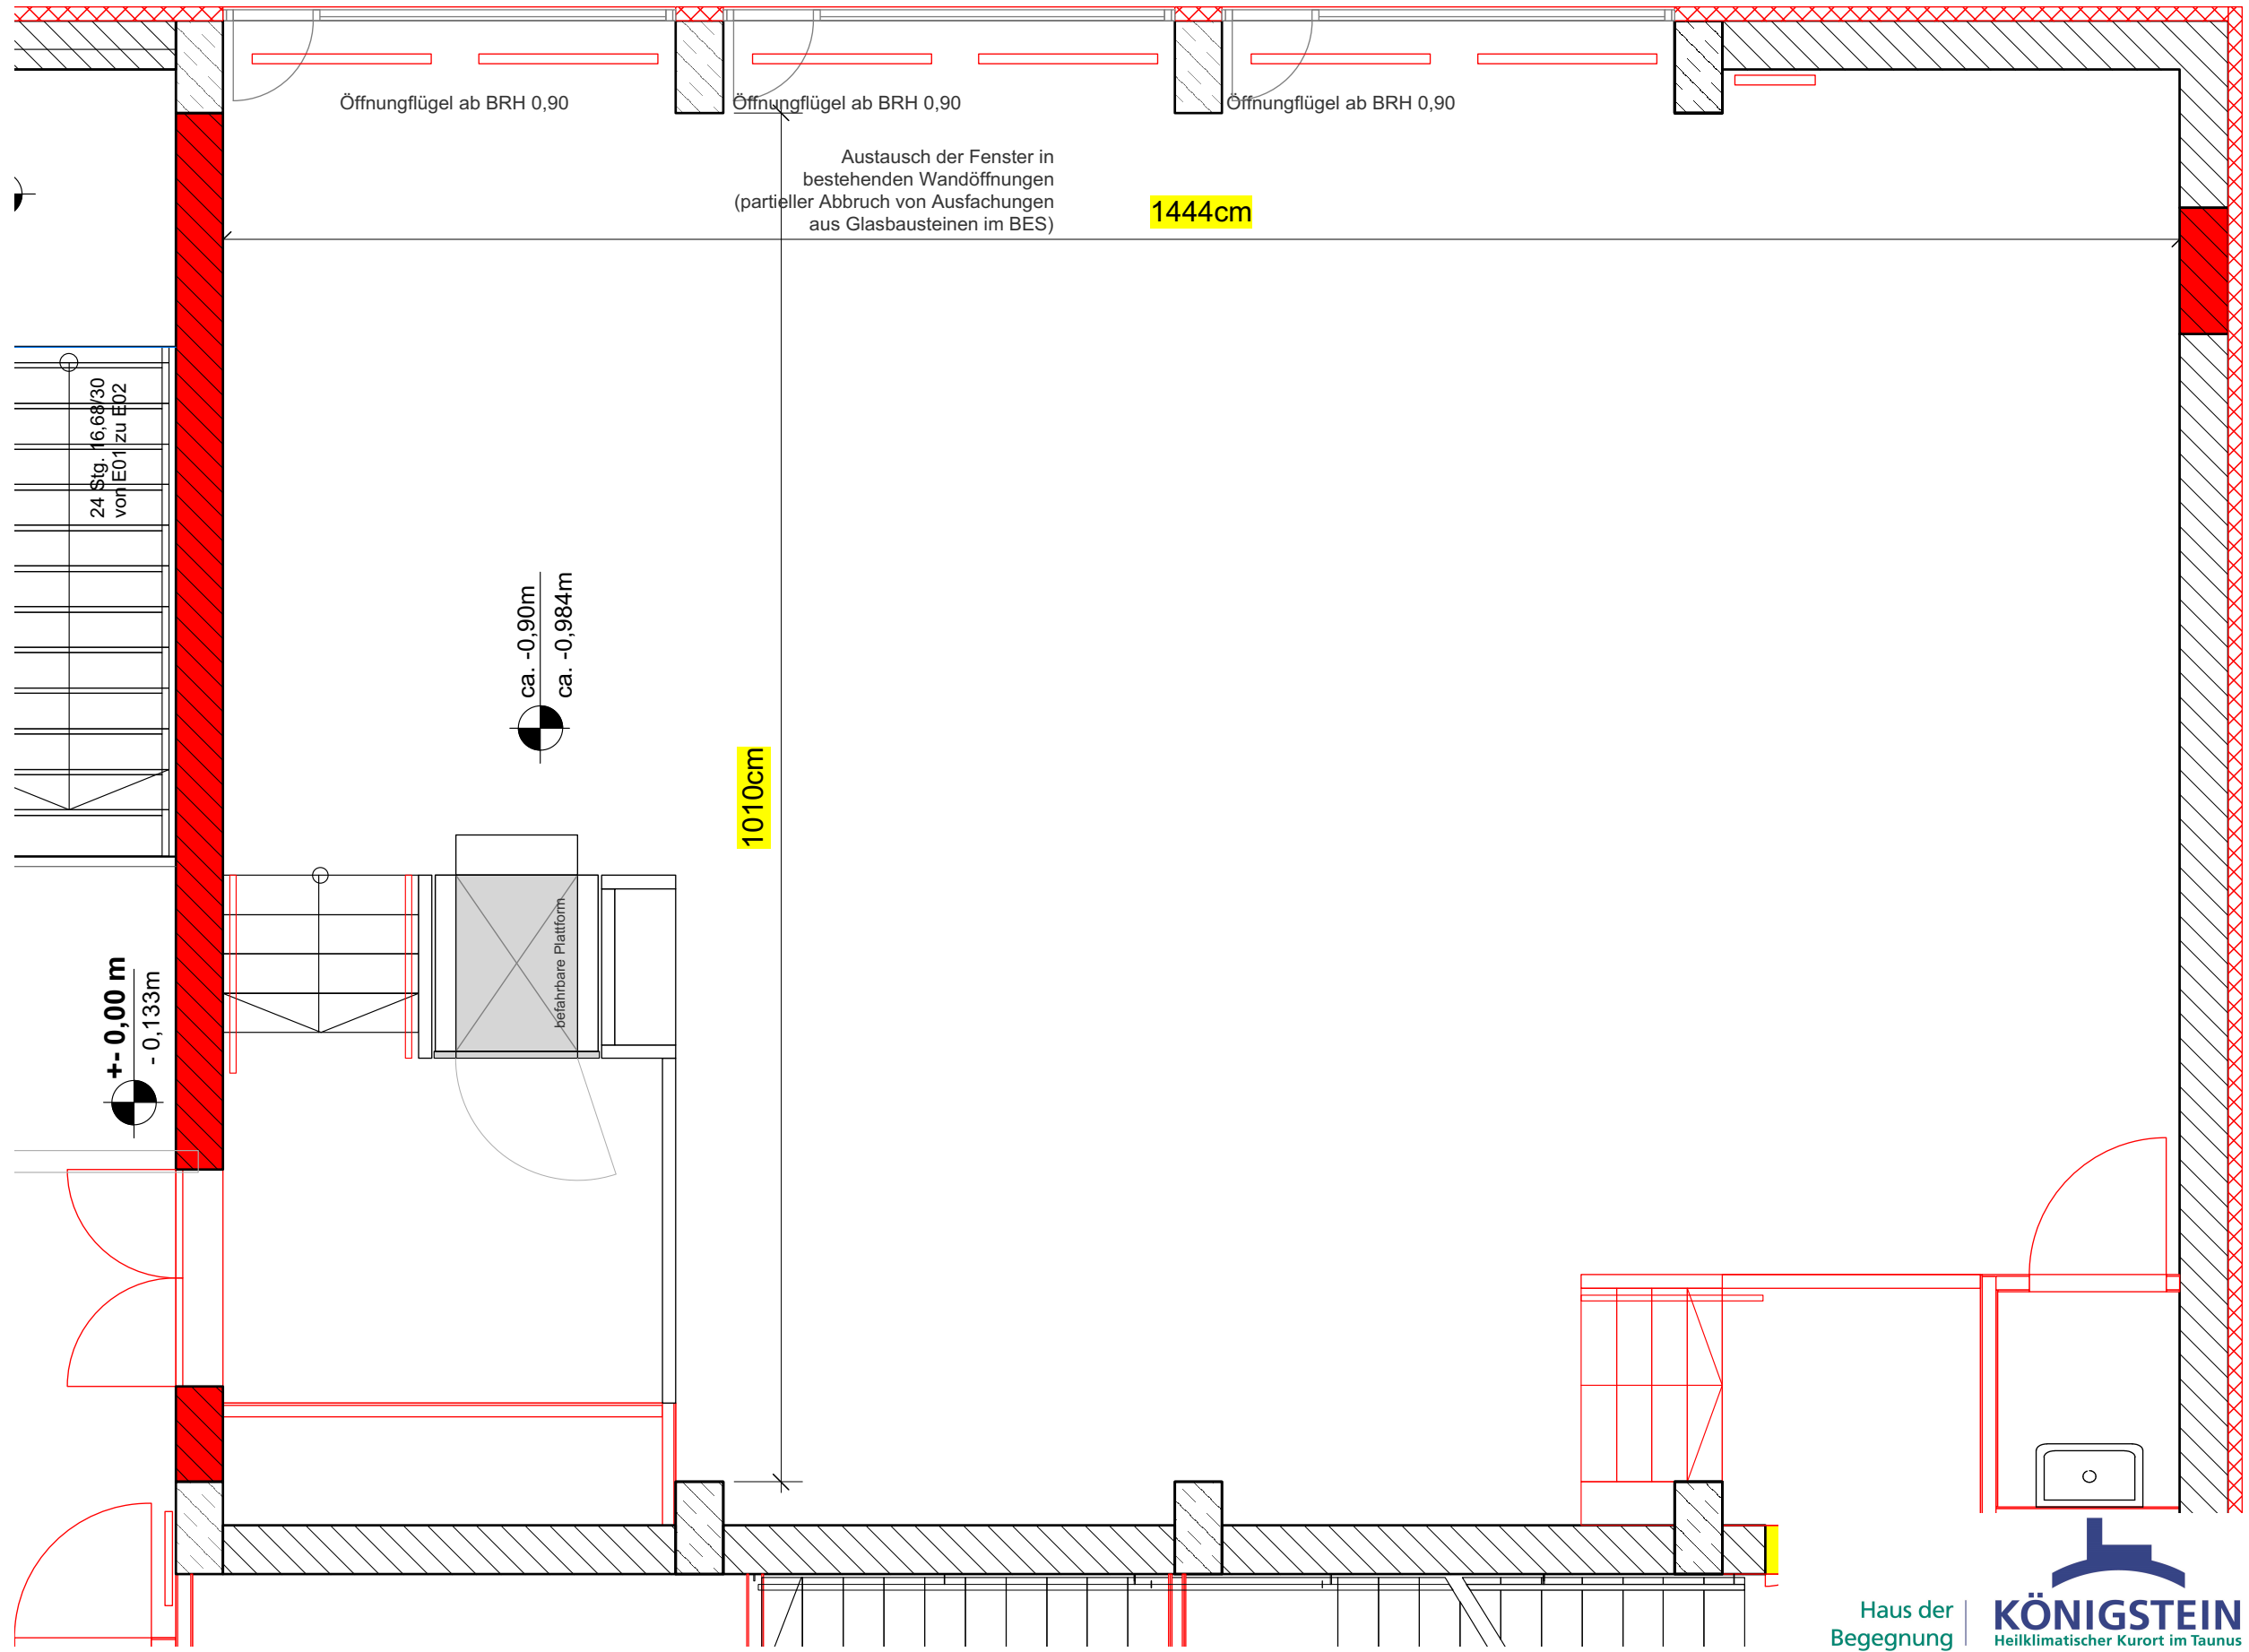 Öffnungflügel ab BRH 0,90
Öffnungflügel ab BRH 0,90
Öffnungflügel ab BRH 0,90
Austausch der Fenster in
bestehenden Wandöffnungen
(partieller Abbruch von Ausfachungen
aus Glasbausteinen im BES)
1444cm
24 Stg. 16,68/30
von E01 zu E02
ca. -0,90m
ca. -0,984m
1010cm
befahrbare Plattform
+- 0,00 m
- 0,133m
Haus der
Begegnung
KÖNIGSTEIN
Heilklimatischer Kurort im Taunus